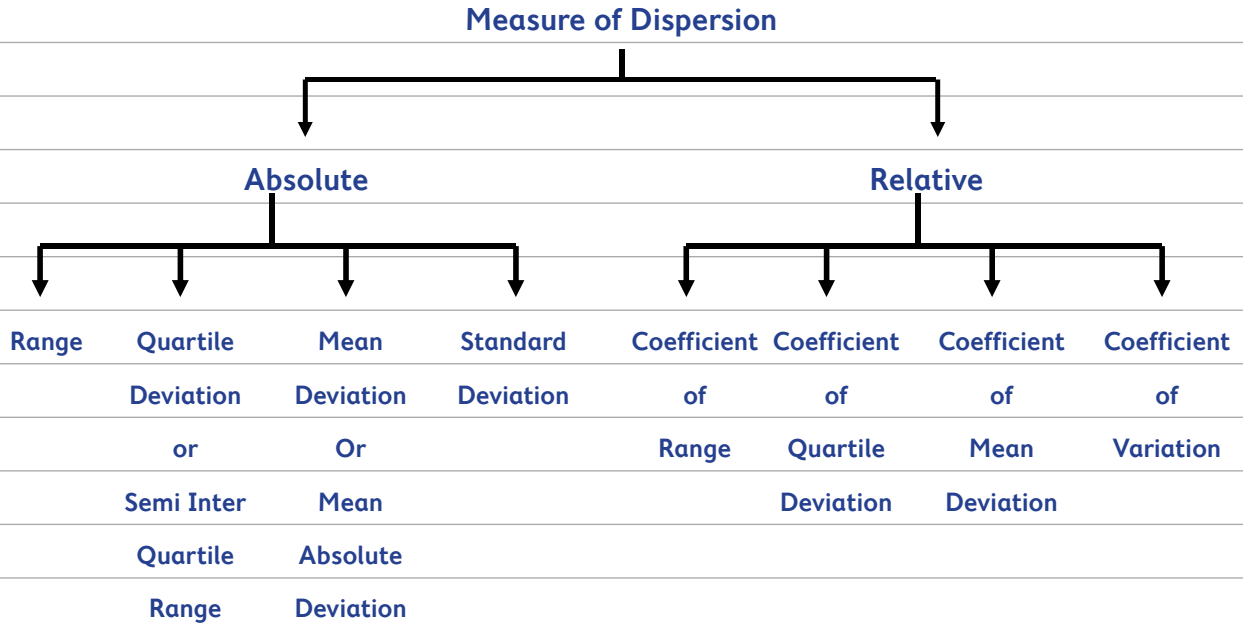 Measure of Dispersion
Absolute Relative
Range Quartile Mean Standard Coefficient Coefficient Coefficient Coefficient
Deviation Deviation Deviation of of of of
or Or Range Quartile Mean Variation
Semi Inter Mean Deviation Deviation
Quartile Absolute
Range Deviation